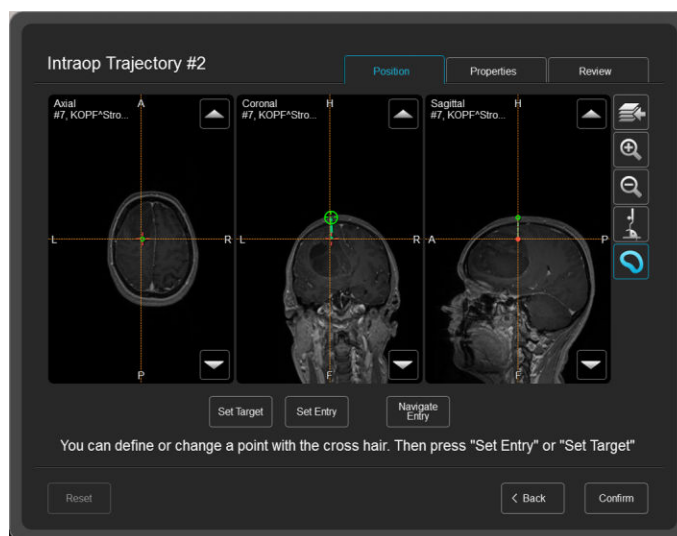 Intraop Trajectory #2
Position
Properties
Review
Axial
#7, KOPF^Stro...
A
L
R
P
Coronal
#7, KOPF^Stro...
H
L
R
F
Sagittal
#7, KOPF^Stro...
H
A
P
F
Set Target
Set Entry
Navigate
Entry
You can define or change a point with the cross hair. Then press "Set Entry" or "Set Target"
Reset
< Back
Confirm